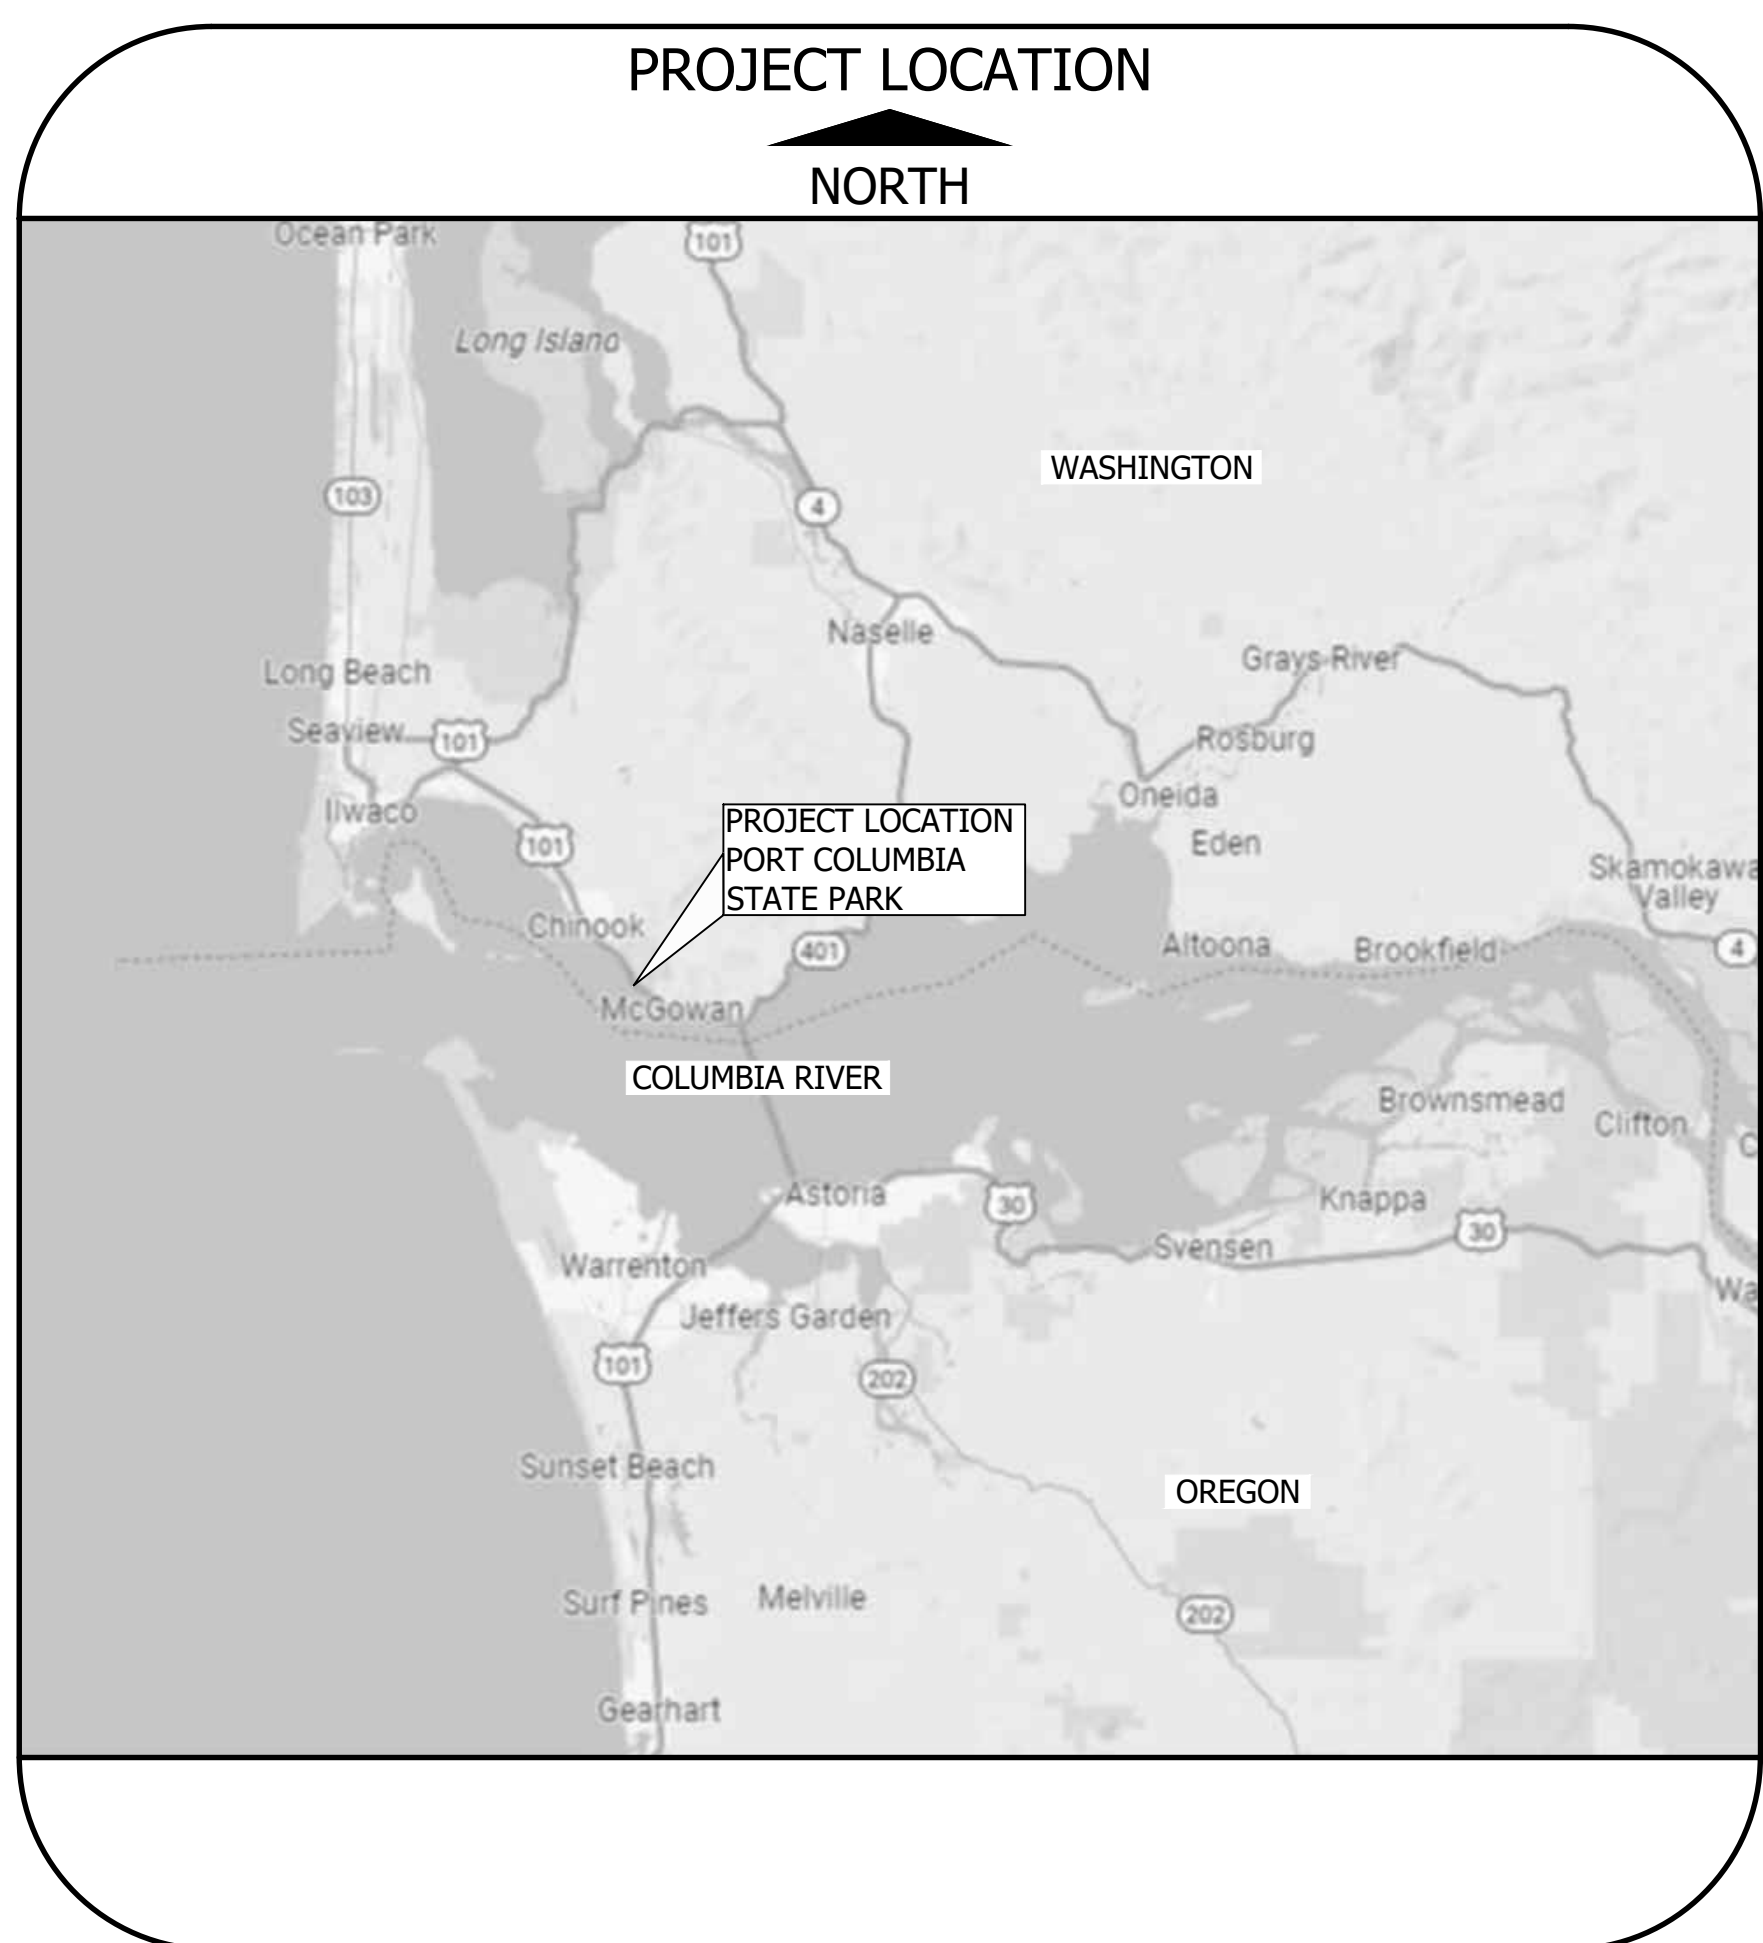 PROJECT LOCATION
NORTH
Ocean Park
101
Long Island
WASHINGTON
103
4
Naselle
Grays River
Long Beach
Seaview
101
Rosburg
Oneida
Ilwaco
101
PROJECT LOCATION
PORT COLUMBIA
STATE PARK
Eden
Skamokawa
Valley
Chinook
401
Altoona
Brookfield
4
McGowan
COLUMBIA RIVER
Brownsmead
Clifton
C
Astoria
30
Knappa
30
Svensen
Warrenton
Wa
Jeffers Garden
101
202
Sunset Beach
OREGON
Surf Pines
Melville
202
Gearhart